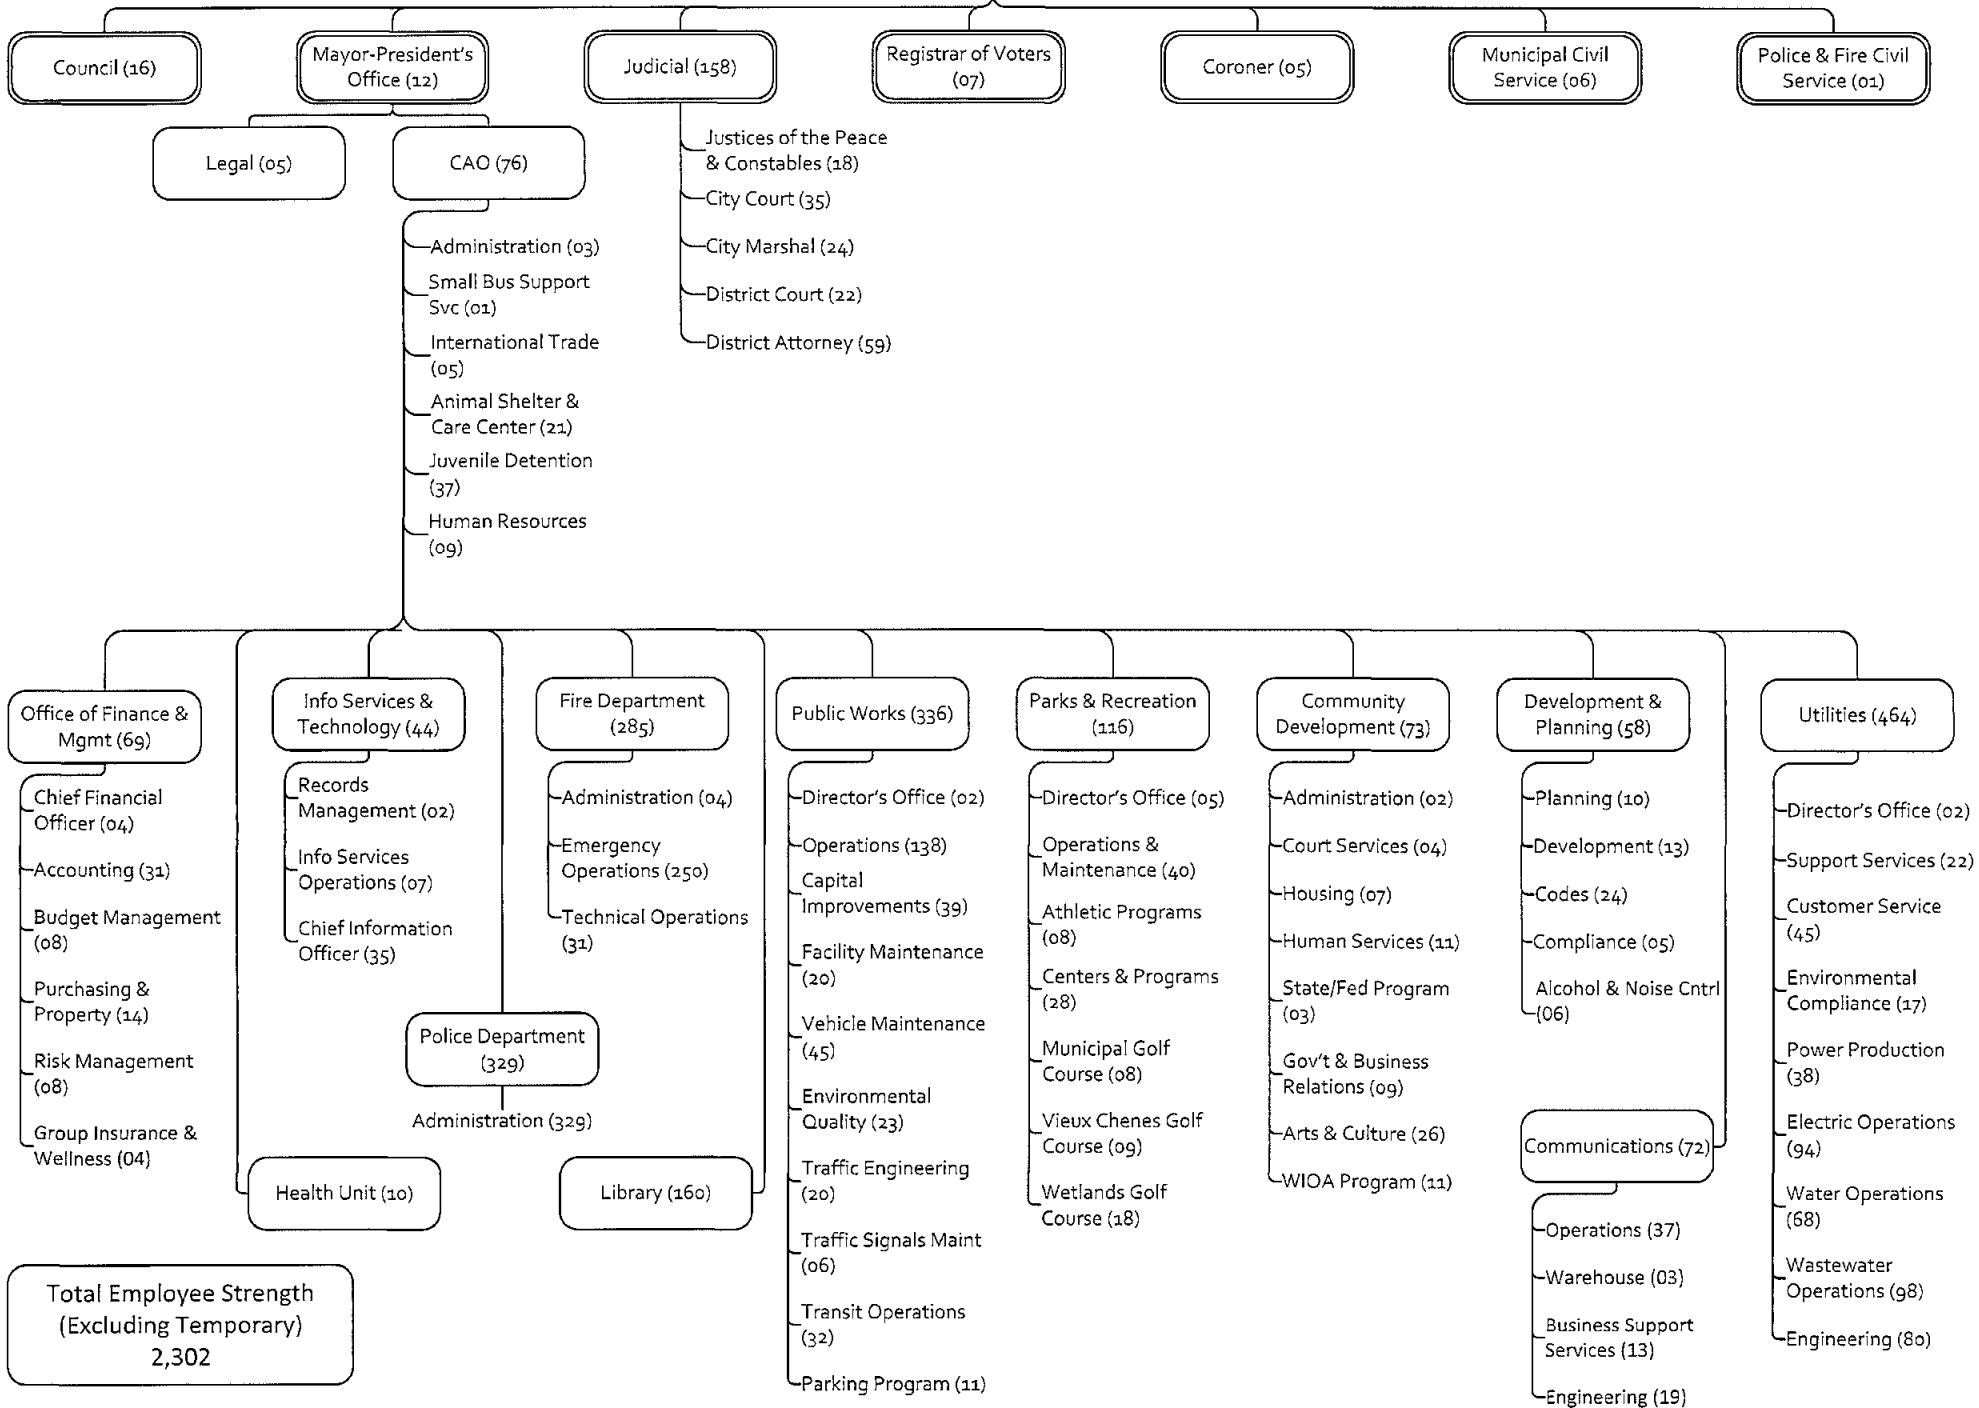 Council (16)
Mayor-President's
Office (12)
Judicial (158)
Registrar of Voters
(07)
Coroner (05)
Municipal Civil
Service (06)
Police & Fire Civil
Service (01)
Legal (05)
CAO (76)
Administration (03)
Small Bus Support
Svc (01)
International Trade
(05)
Animal Shelter &
Care Center (21)
Juvenile Detention
(37)
Human Resources
(09)
Justices of the Peace
& Constables (18)
City Court (35)
City Marshal (24)
District Court (22)
District Attorney (59)
Office of Finance &
Mgmt (69)
Chief Financial
Officer (04)
Accounting (31)
Budget Management
(08)
Purchasing &
Property (14)
Risk Management
(08)
Group Insurance &
Wellness (04)
Health Unit (10)
Info Services &
Technology (44)
Records
Management (02)
Info Services
Operations (07)
Chief Information
Officer (35)
Police Department
(329)
Administration (329)
Fire Department
(285)
Administration (04)
Emergency
Operations (250)
Technical Operations
(31)
Library (160)
Public Works (336)
Director's Office (02)
Operations (138)
Capital
Improvements (39)
Facility Maintenance
(20)
Vehicle Maintenance
(45)
Environmental
Quality (23)
Traffic Engineering
(20)
Traffic Signals Maint
(06)
Transit Operations
(32)
Parking Program (11)
Parks & Recreation
(116)
Director's Office (05)
Operations &
Maintenance (40)
Athletic Programs
(08)
Centers & Programs
(28)
Municipal Golf
Course (08)
Vieux Chenes Golf
Course (09)
Wetlands Golf
Course (18)
Community
Development (73)
Administration (02)
Court Services (04)
Housing (07)
Human Services (11)
State/Fed Program
(03)
Gov't & Business
Relations (09)
Arts & Culture (26)
WIOA Program (11)
Development &
Planning (58)
Planning (10)
Development (13)
Codes (24)
Compliance (05)
Alcohol & Noise Cntrl
(06)
Communications (72)
Operations (37)
Warehouse (03)
Business Support
Services (13)
Engineering (19)
Utilities (464)
Director's Office (02)
Support Services (22)
Customer Service
(45)
Environmental
Compliance (17)
Power Production
(38)
Electric Operations
(94)
Water Operations
(68)
Wastewater
Operations (98)
Engineering (80)
Total Employee Strength
(Excluding Temporary)
2,302